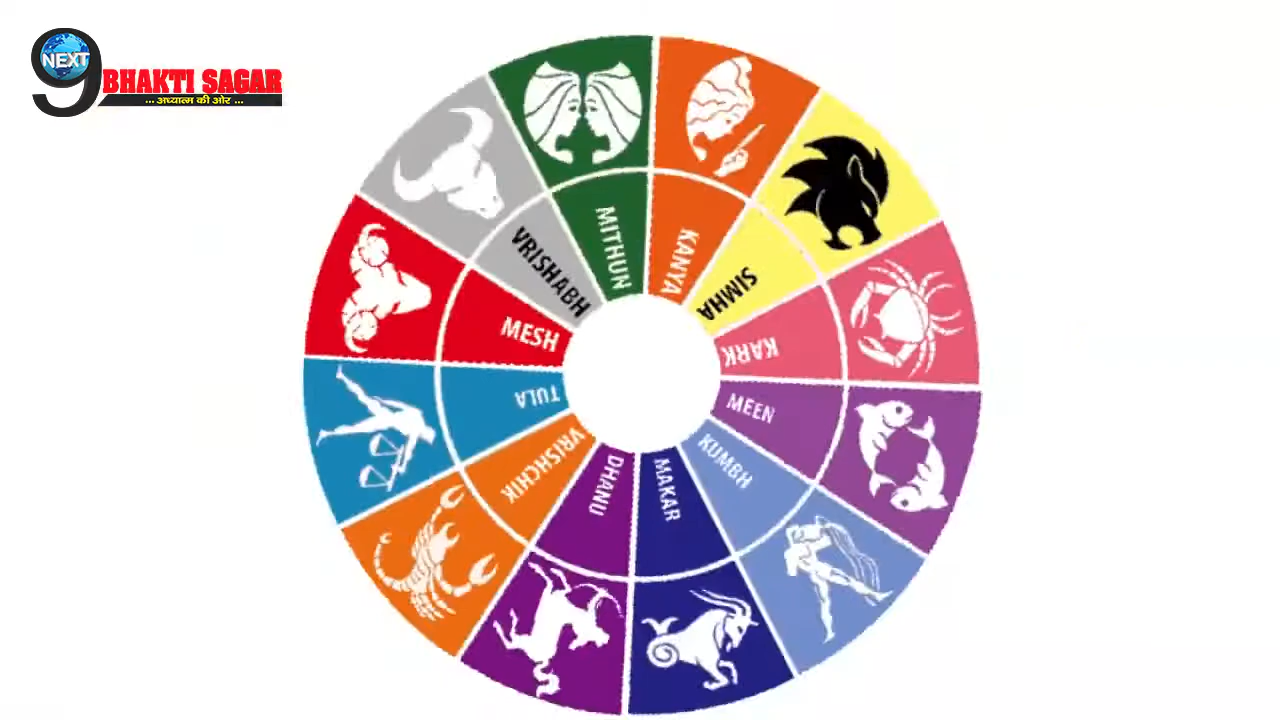 9
NEXT
BHAKTI SAGAR
... अध्यात्म की ओर ...
MITHUN
KANYA
SIMHA
KARK
MEEN
KUMBH
MAKAR
DHANU
VRISHCHIK
TULA
MESH
VRISHABH